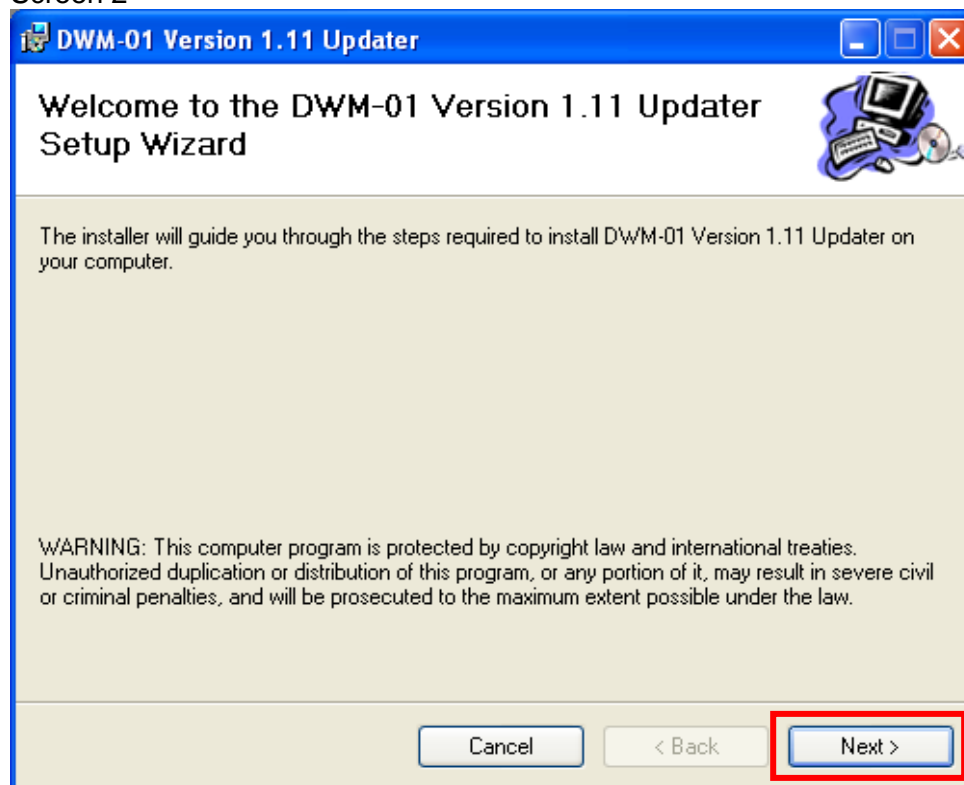 Screen 2
DWM-01 Version 1.11 Updater
Welcome to the DWM-01 Version 1.11 Updater
Setup Wizard
The installer will guide you through the steps required to install DWM-01 Version 1.11 Updater on
your computer.
WARNING: This computer program is protected by copyright law and international treaties.
Unauthorized duplication or distribution of this program, or any portion of it, may result in severe civil
or criminal penalties, and will be prosecuted to the maximum extent possible under the law.
Cancel
< Back
Next >